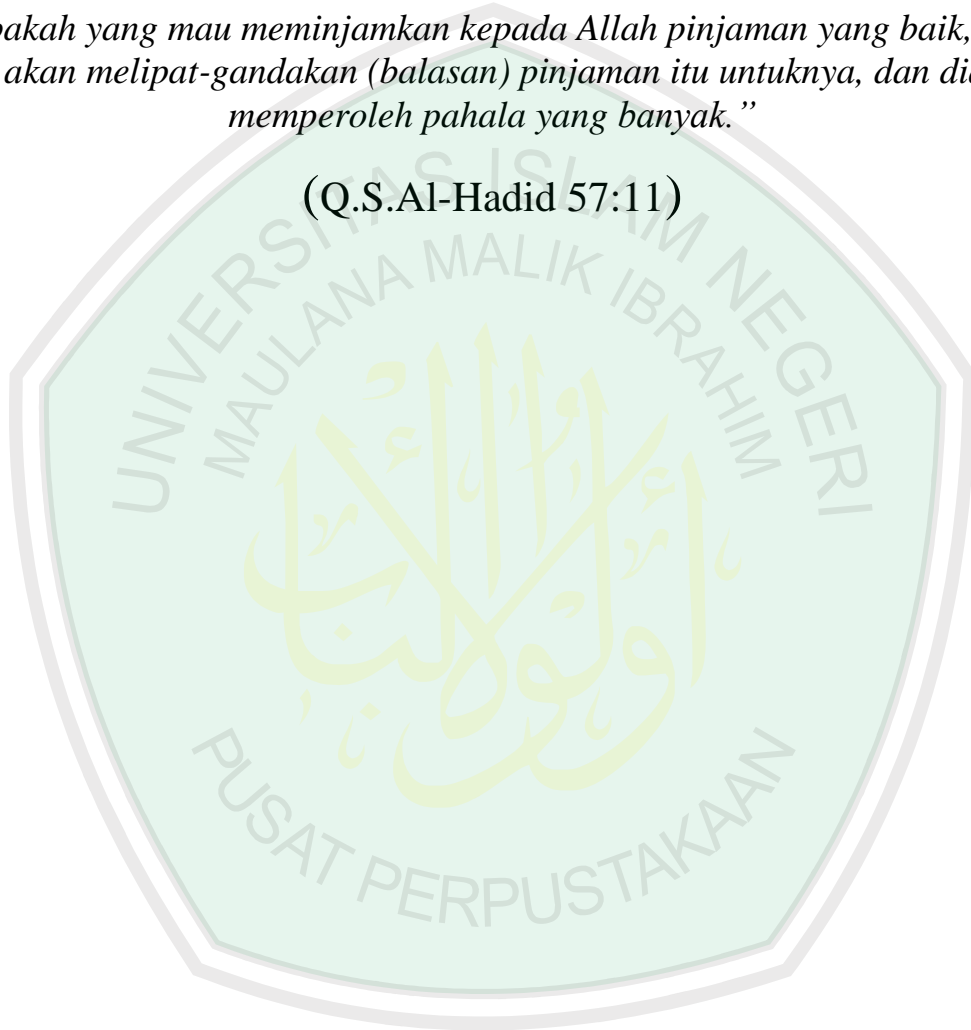 pakah yang mau meminjamkan kepada Allah pinjaman yang baik,
akan melipat-gandakan (balasan) pinjaman itu untuknya, dan di
memperoleh pahala yang banyak.”
(Q.S.Al-Hadid 57:11)
UNIVERSITAS ISLAM NEGERI
MAULANA MALIK IBRAHIM
PUSAT PERPUSTAKAAN